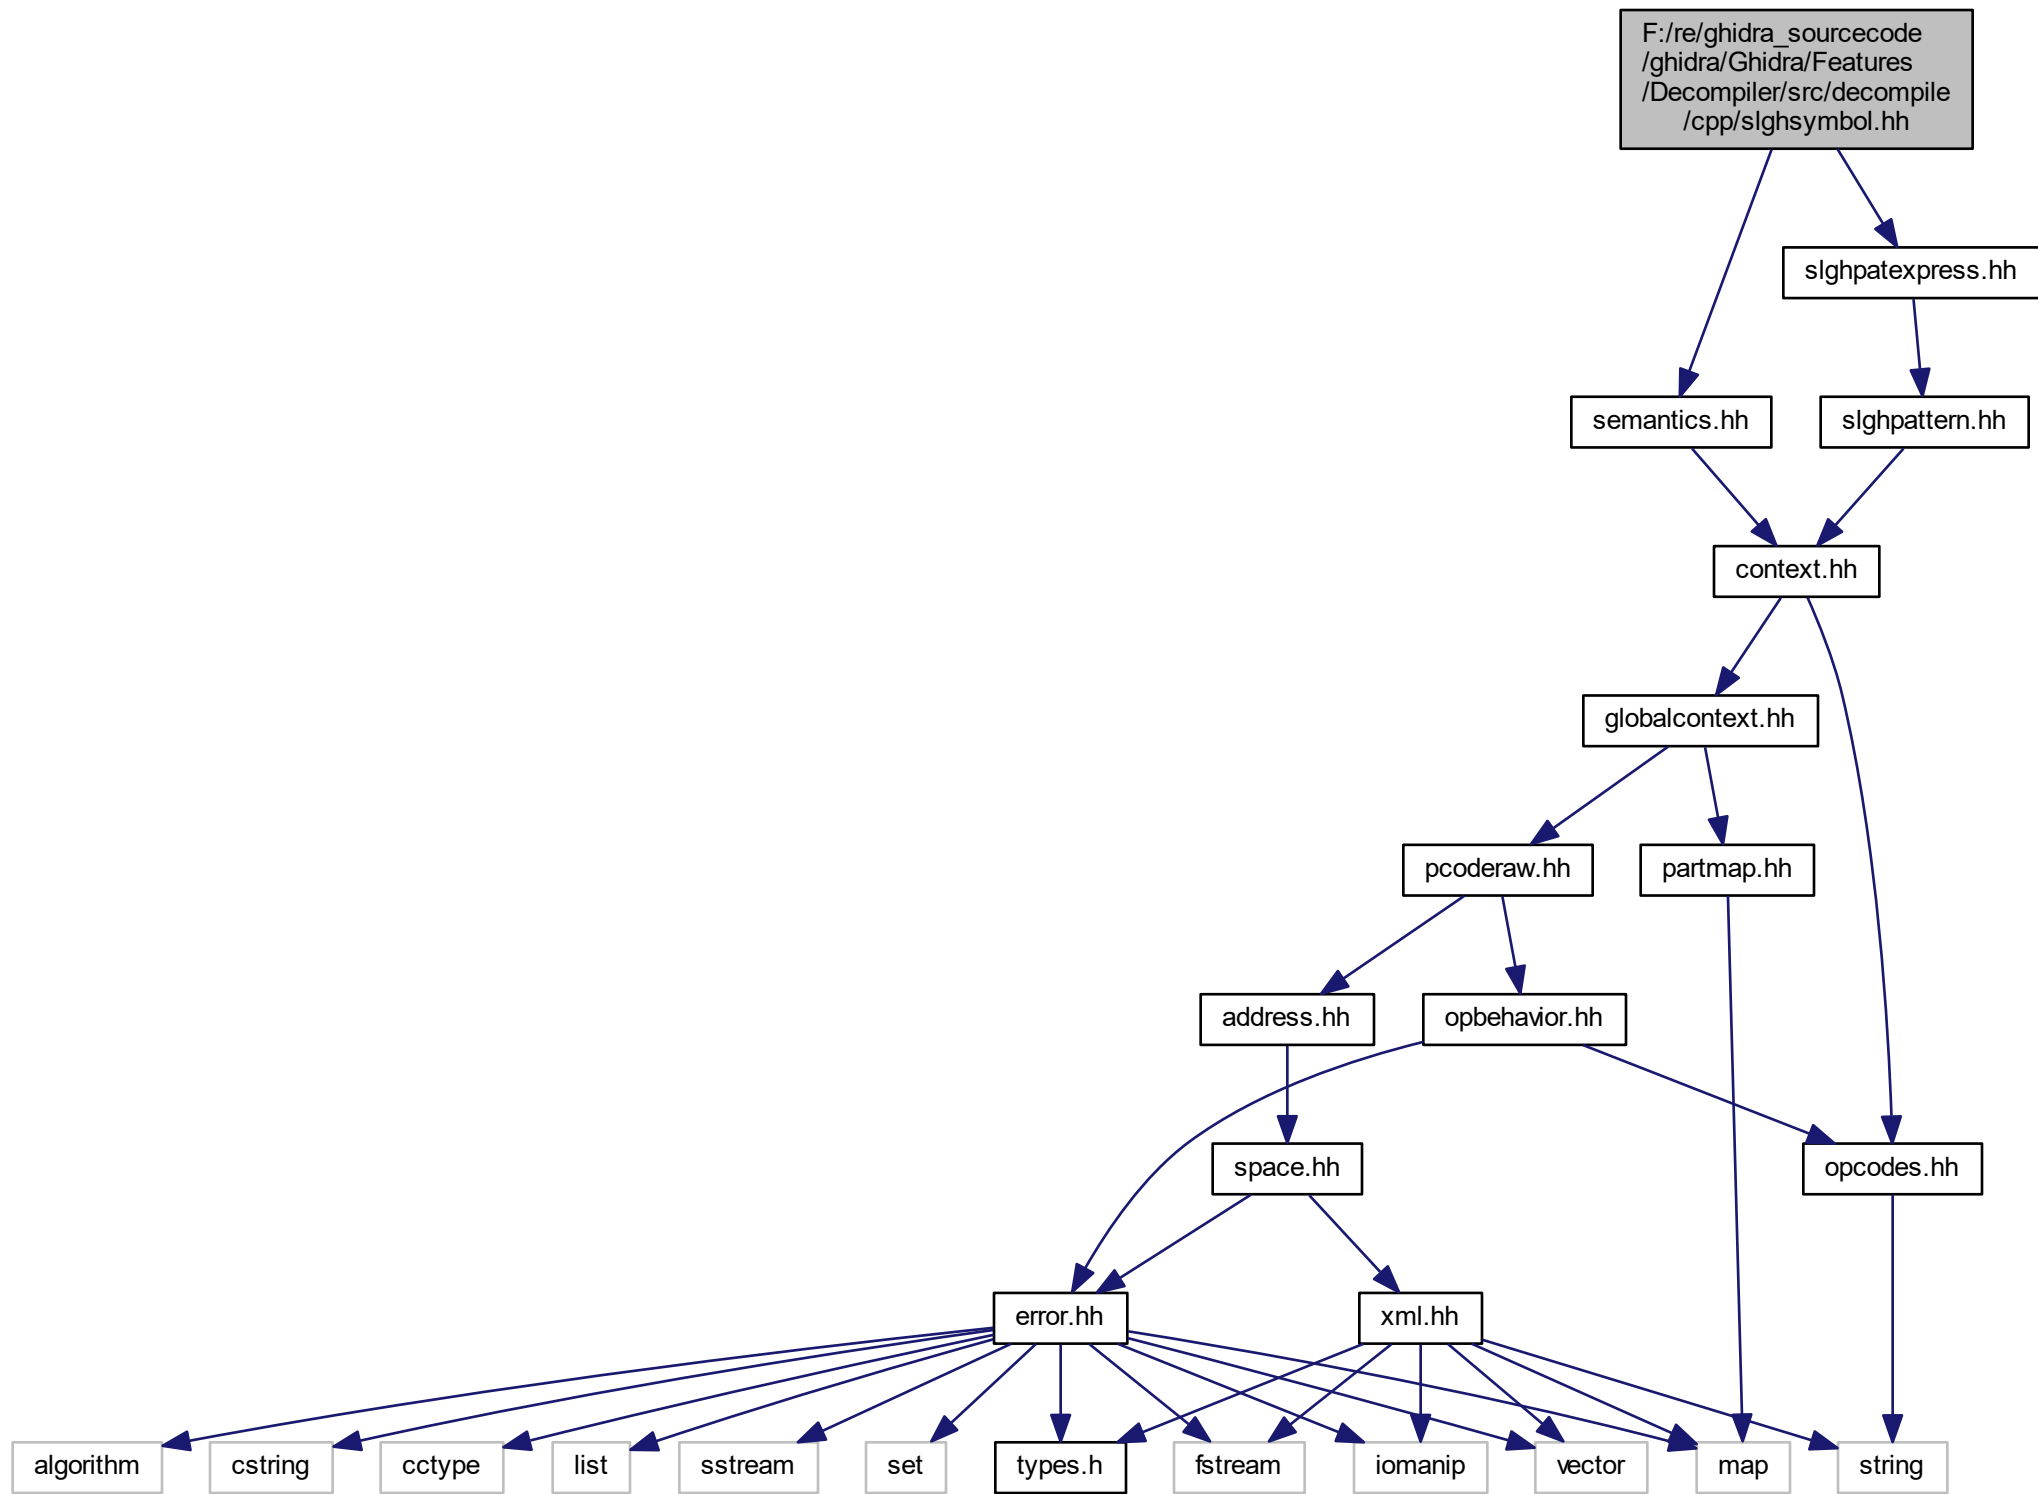 F:/re/ghidra_sourcecode
/ghidra/Ghidra/Features
/Decompiler/src/decompile
/cpp/slghsymbol.hh
slghpatexpress.hh
semantics.hh
slghpattern.hh
context.hh
globalcontext.hh
pcoderaw.hh
partmap.hh
address.hh
opbehavior.hh
space.hh
opcodes.hh
error.hh
xml.hh
algorithm
cstring
cctype
list
sstream
set
types.h
fstream
iomanip
vector
map
string